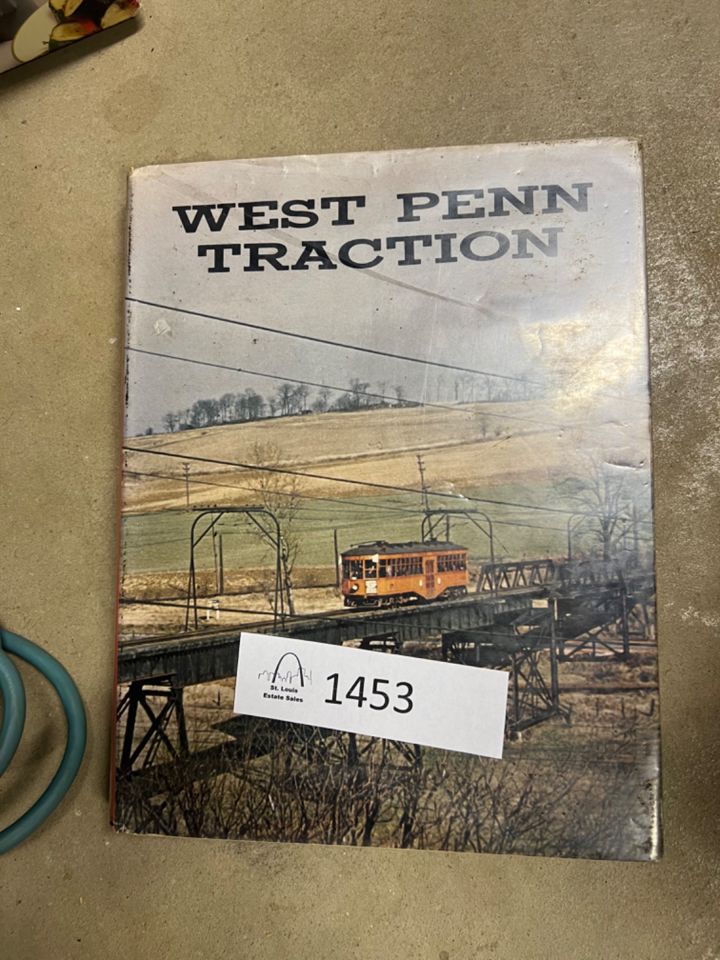 WEST PENN
TRACTION
St. Louis
Estate Sales
1453